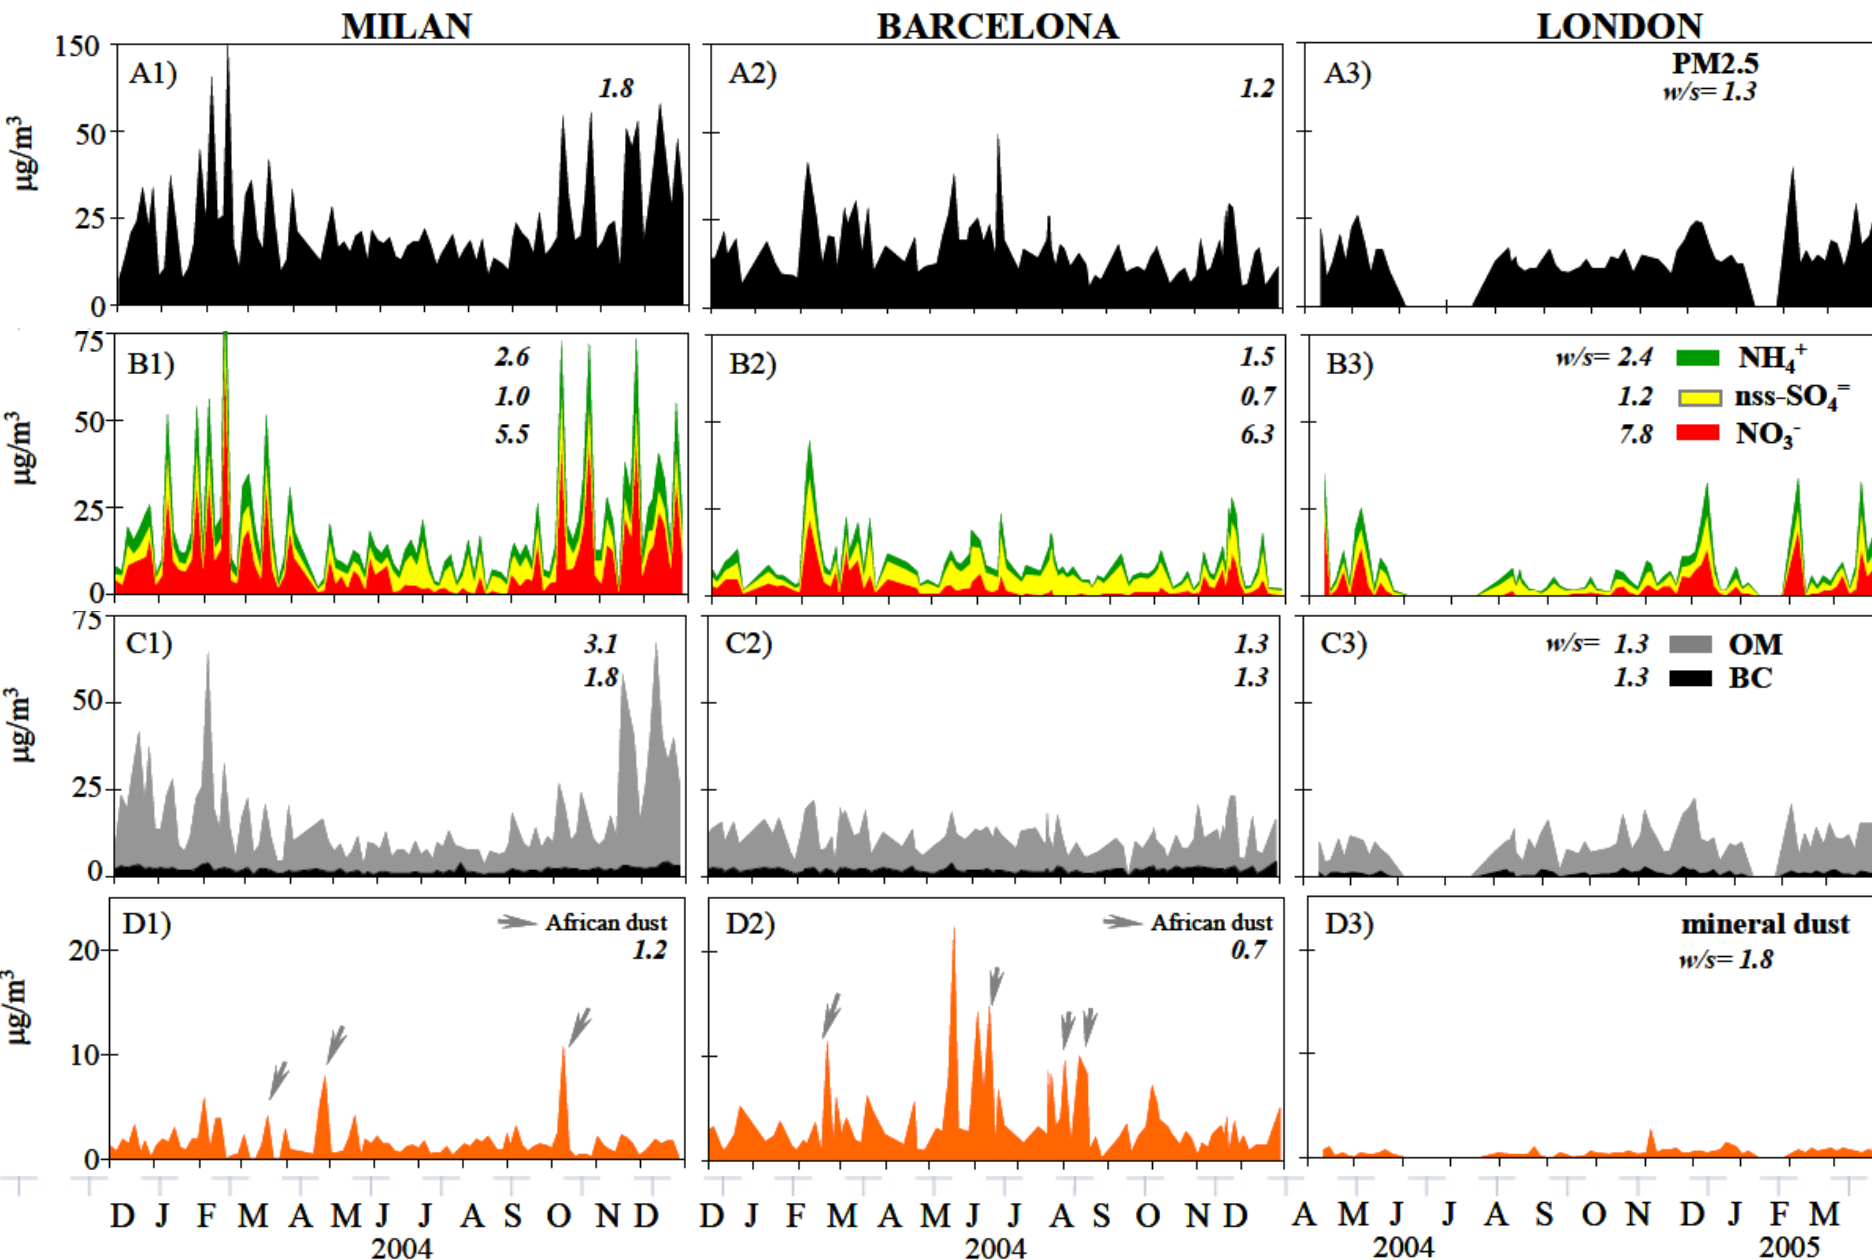 MILAN BARCELONA LONDON
150 A1) 1.8 A2) 1.2 A3) PM2.5
w/s= 1.3
50
µg/m³
25
0
75 B1) 2.6 B2) 1.5 B3) w/s= 2.4 NH₄⁺
1.0 0.7 1.2 nss-SO₄⁼
50 5.5 6.3 7.8 NO₃⁻
µg/m³
25
0
75 C1) 3.1 C2) 1.3 C3) w/s= 1.3 OM
1.8 1.3 1.3 BC
50
µg/m³
25
0
D1) African dust D2) African dust D3) mineral dust
20 1.2 0.7 w/s= 1.8
µg/m³
10
0
D J F M A M J J A S O N D D J F M A M J J A S O N D A M J J A S O N D J F M
2004 2004 2004 2005